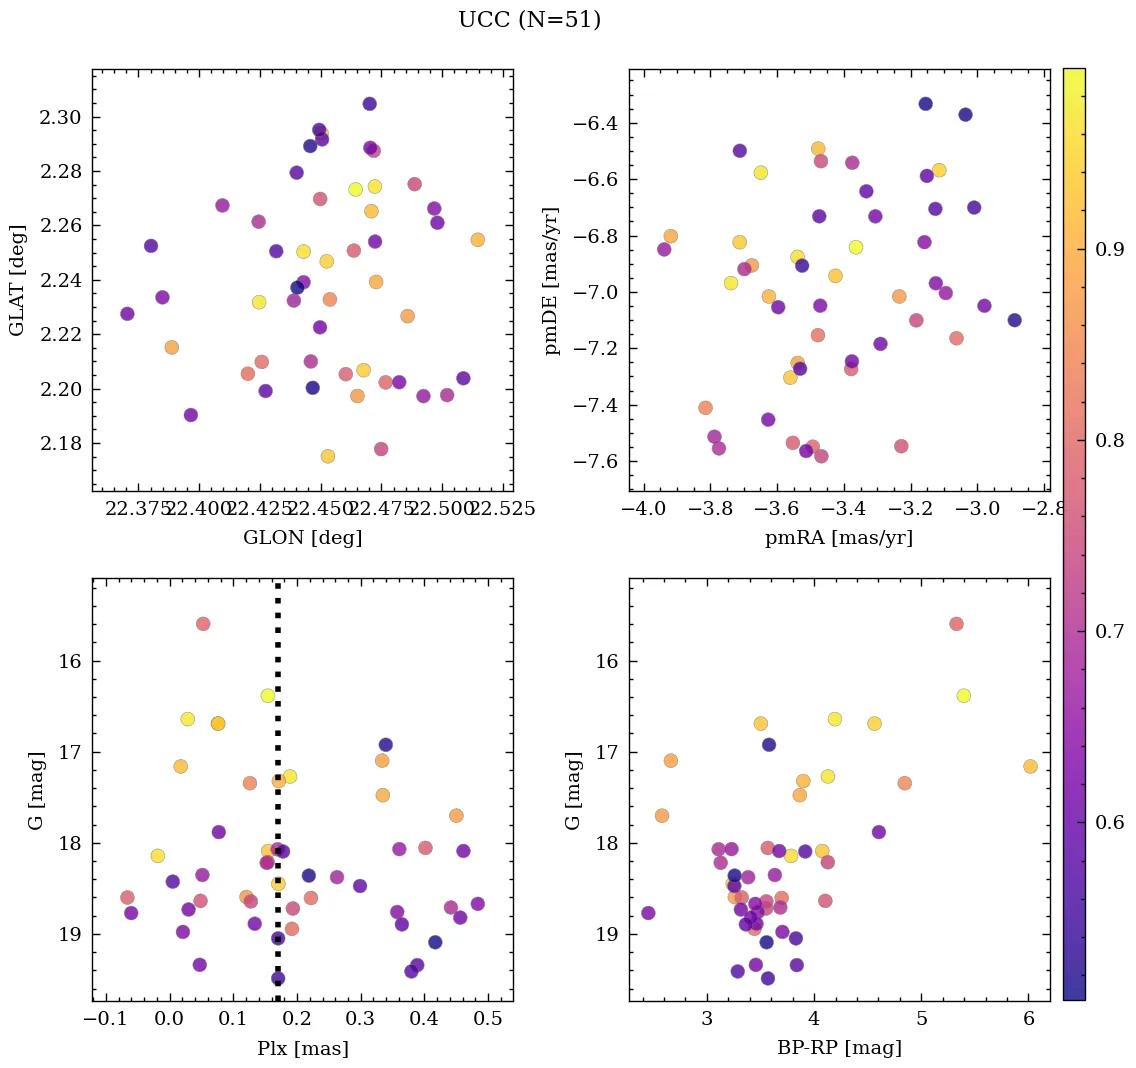 UCC (N=51)
2.30
2.28
2.26
2.24
2.22
2.20
2.18
GLAT [deg]
22.375 22.400 22.425 22.450 22.475 22.500 22.525
GLON [deg]
−6.4
−6.6
−6.8
−7.0
−7.2
−7.4
−7.6
pmDE [mas/yr]
−4.0 −3.8 −3.6 −3.4 −3.2 −3.0 −2.8
pmRA [mas/yr]
16
17
18
19
G [mag]
−0.1 0.0 0.1 0.2 0.3 0.4 0.5
Plx [mas]
16
17
18
19
G [mag]
3 4 5 6
BP-RP [mag]
0.9
0.8
0.7
0.6